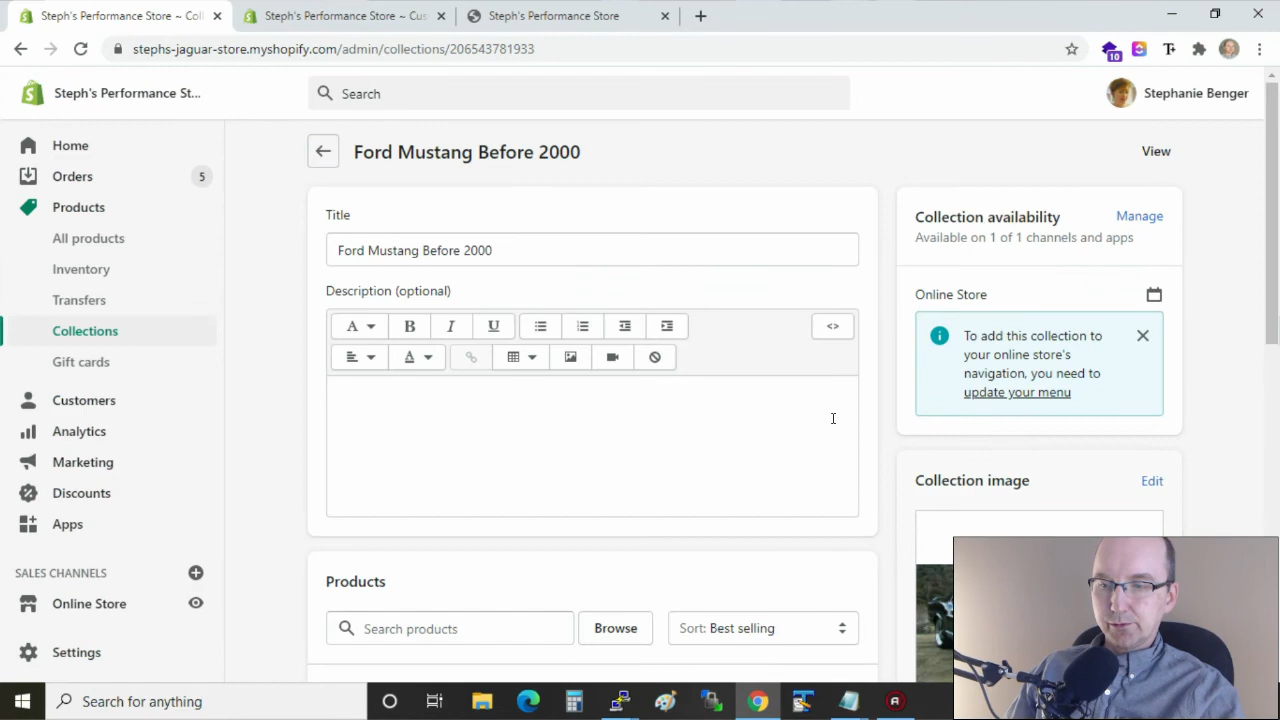 Steph's Performance Store ~ Coll
Steph's Performance Store ~ Cus
Steph's Performance Store
stephs-jaguar-store.myshopify.com/admin/collections/206543781933
10
Steph's Performance St...
Search
Stephanie Benger
Home
Orders
5
Products
All products
Inventory
Transfers
Collections
Gift cards
Customers
Analytics
Marketing
Discounts
Apps
SALES CHANNELS
Online Store
Settings
Ford Mustang Before 2000
View
Title
Ford Mustang Before 2000
Description (optional)
A
B
I
U
<>
A
Products
Search products
Browse
Sort: Best selling
Collection availability
Manage
Available on 1 of 1 channels and apps
Online Store
To add this collection to
your online store's
navigation, you need to
update your menu
Collection image
Edit
Search for anything